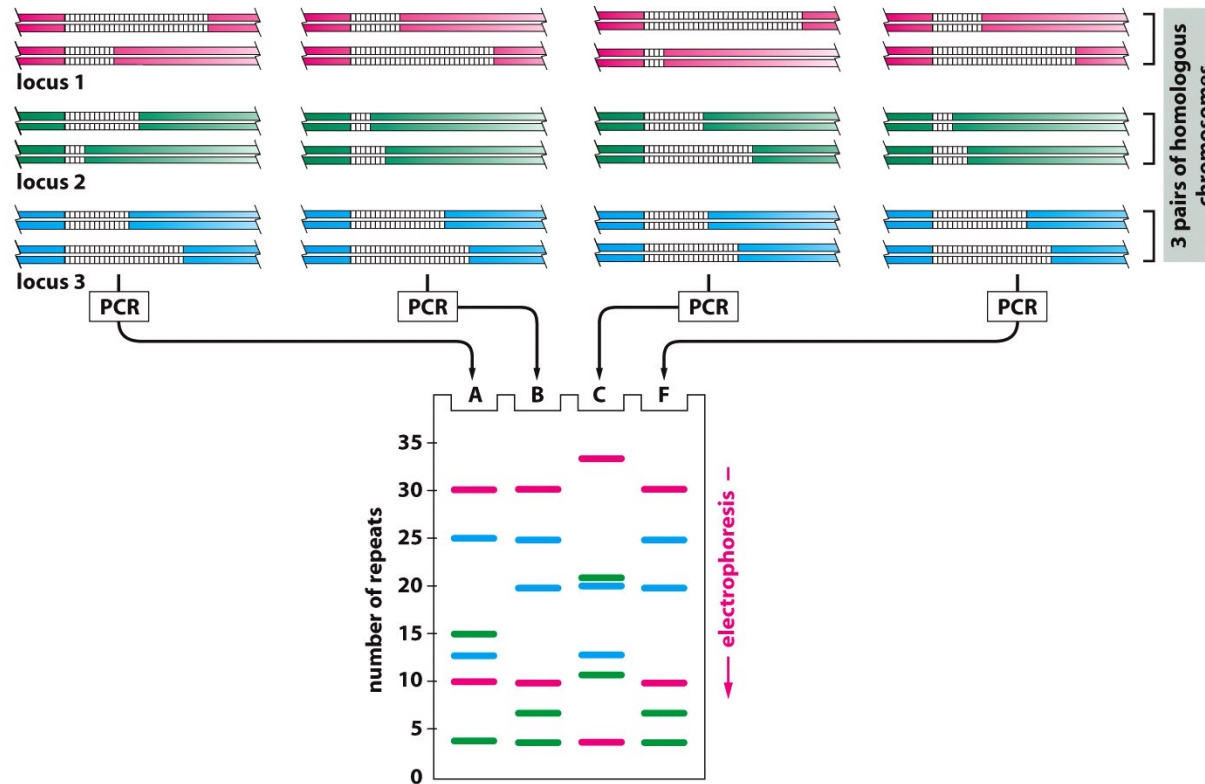 locus 1
locus 2
locus 3
3 pairs of homologous
chromosomes
PCR
PCR
PCR
PCR
A
B
C
F
number of repeats
35
30
25
20
15
10
5
0
electrophoresis